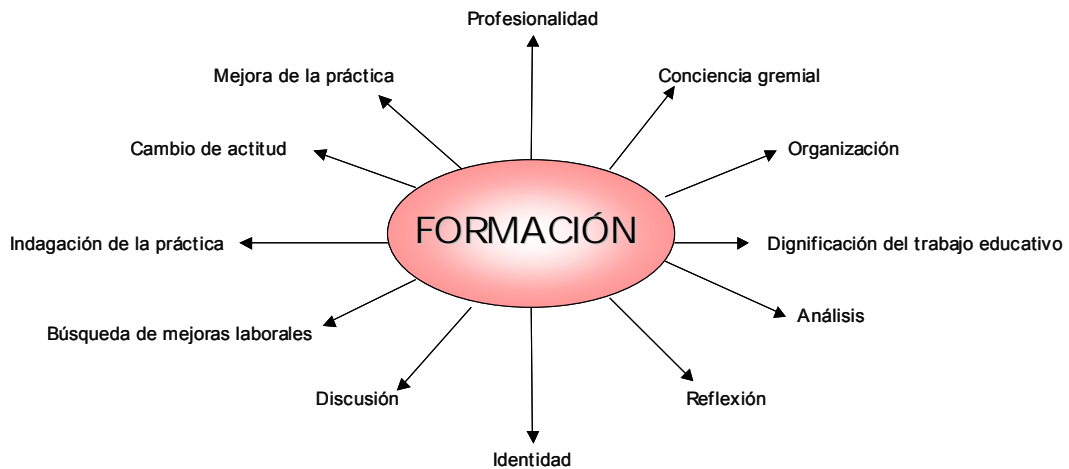 Profesionalidad
Mejora de la práctica
Conciencia gremial
Cambio de actitud
Organización
FORMACIÓN
Indagación de la práctica
Dignificación del trabajo educativo
Análisis
Búsqueda de mejoras laborales
Discusión
Reflexión
Identidad